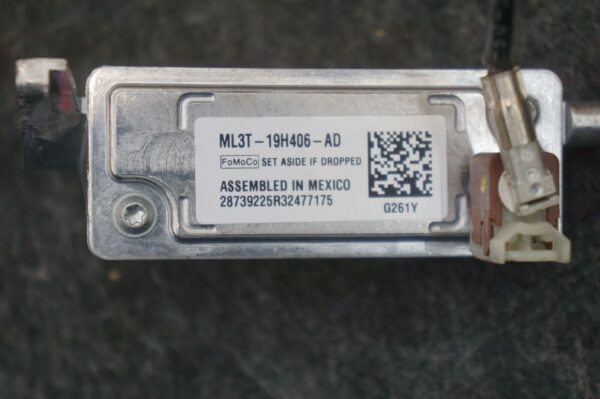 ML3T-19H406-AD
FoMoCo SET ASIDE IF DROPPED
ASSEMBLED IN MEXICO
28739225R32477175
G261Y